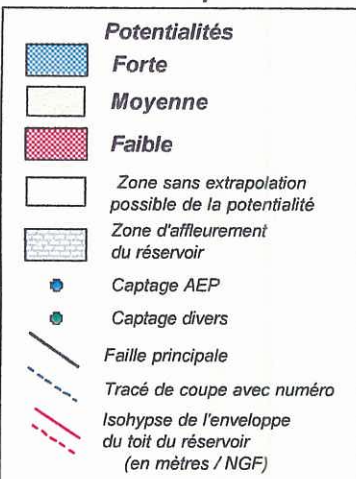 Potentialités
Forte
Moyenne
Faible
Zone sans extrapolation
possible de la potentialité
Zone d'affleurement
du réservoir
Captage AEP
Captage divers
Faille principale
Tracé de coupe avec numéro
Isohypse de l'enveloppe
du toit du réservoir
(en mètres / NGF)